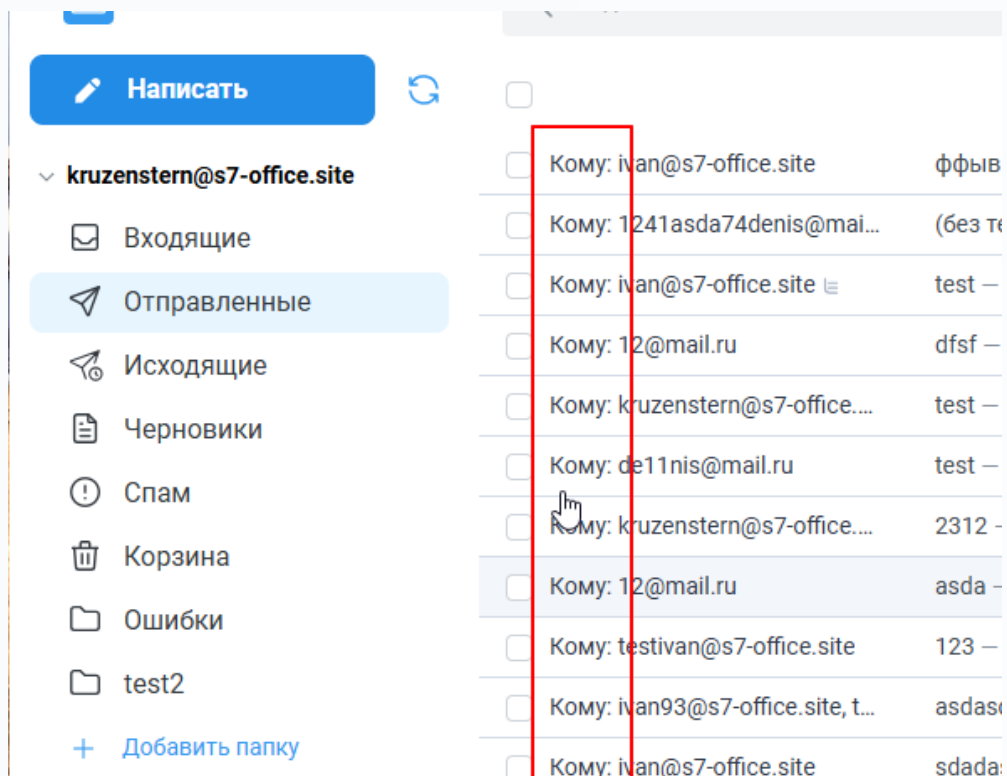 Написать
kruzenstern@s7-office.site
Входящие
Отправленные
Исходящие
Черновики
Спам
Корзина
Ошибки
test2
+ Добавить папку
Кому: ivan@s7-office.site ффыв
Кому: 1241asda74denis@mai... (без те
Кому: ivan@s7-office.site test —
Кому: 12@mail.ru dfsf —
Кому: kruzenstern@s7-office.... test —
Кому: de11nis@mail.ru test —
Кому: kruzenstern@s7-office.... 2312 -
Кому: 12@mail.ru asda -
Кому: testivan@s7-office.site 123 —
Кому: ivan93@s7-office.site, t... asdasd
Кому: ivan@s7-office.site sdadas